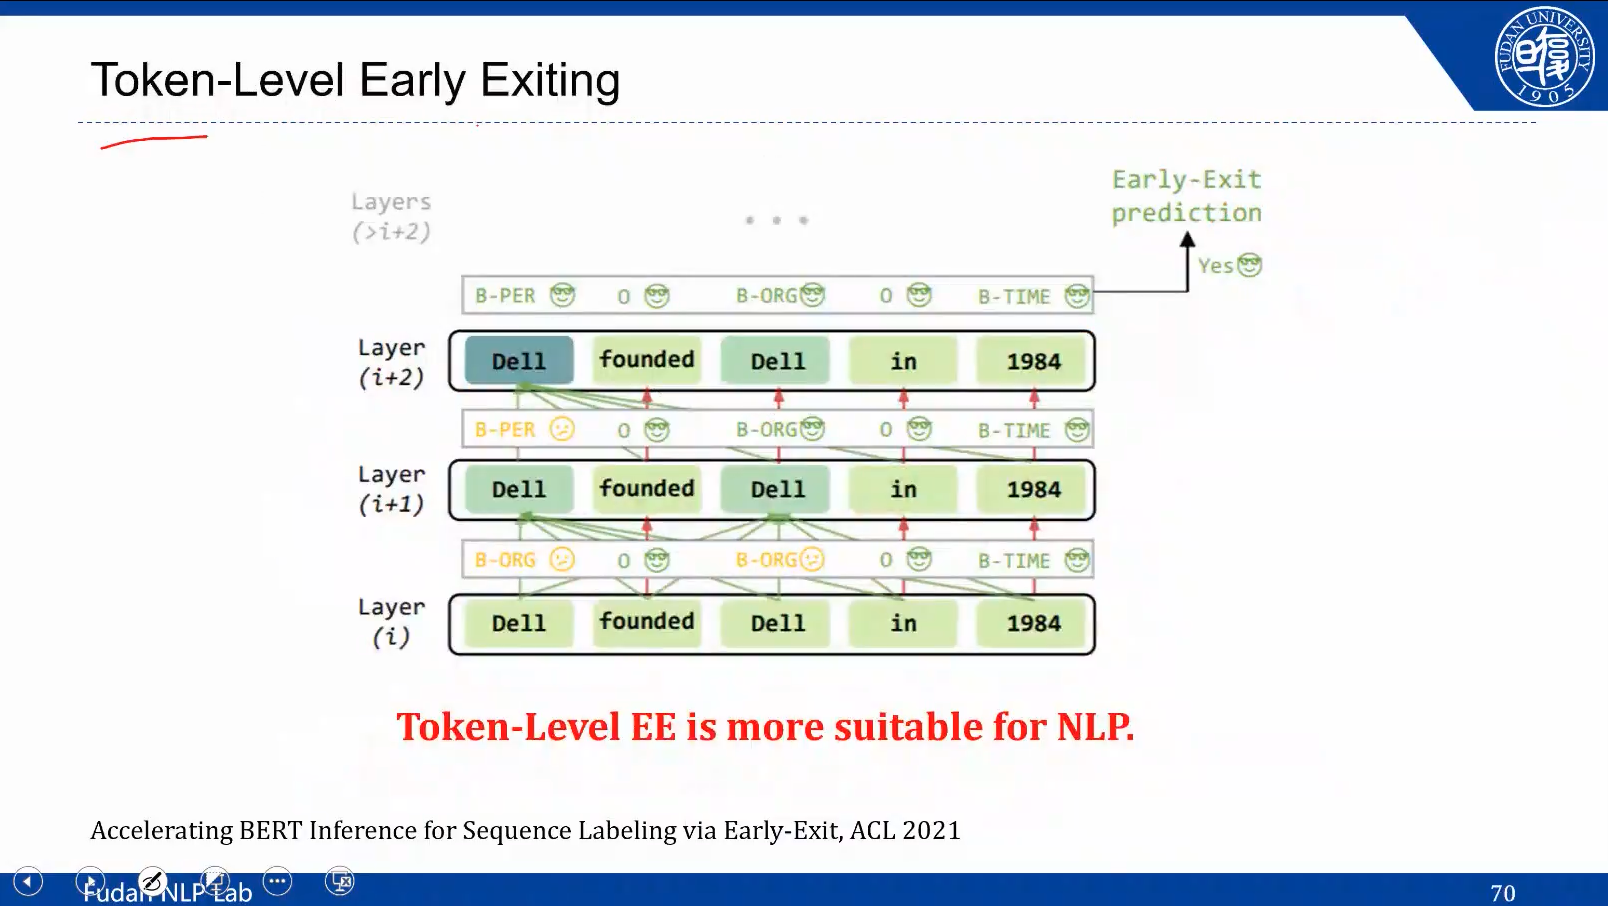 Token-Level Early Exiting
FUDAN UNIVERSITY
1905
Layers
(>i+2)
Early-Exit
prediction
Yes
B-PER O B-ORG O B-TIME
Layer
(i+2)
Dell founded Dell in 1984
B-PER O B-ORG O B-TIME
Layer
(i+1)
Dell founded Dell in 1984
B-ORG O B-ORG O B-TIME
Layer
(i)
Dell founded Dell in 1984
Token-Level EE is more suitable for NLP.
Accelerating BERT Inference for Sequence Labeling via Early-Exit, ACL 2021
Fudan NLP Lab
70